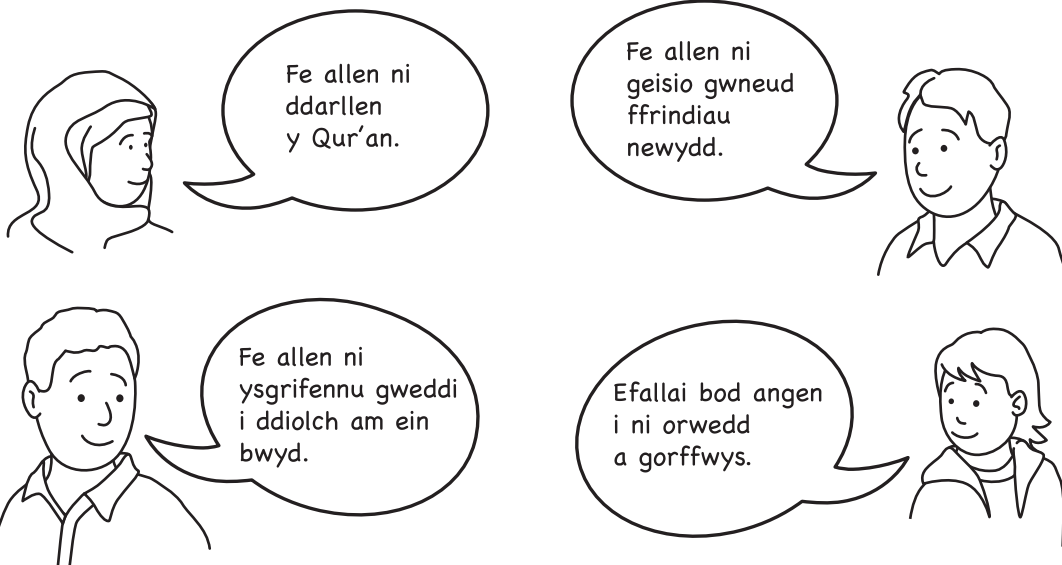 Fe allen ni
ddarllen
y Qur'an.
Fe allen ni
geisio gwneud
ffrindiau
newydd.
Fe allen ni
ysgrifennu gweddi
i ddiolch am ein
bwyd.
Efallai bod angen
i ni orwedd
a gorffwys.